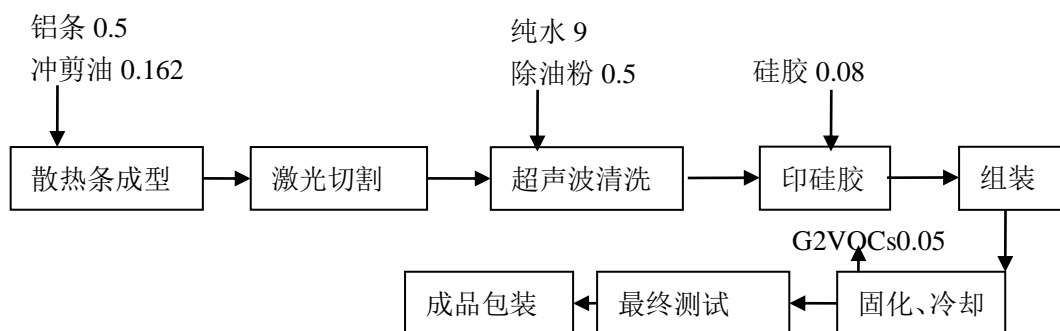 铝条 0.5
冲剪油 0.162
纯水 9
除油粉 0.5
硅胶 0.08
散热条成型
激光切割
超声波清洗
印硅胶
组装
G2VOCs0.05
成品包装
最终测试
固化、冷却